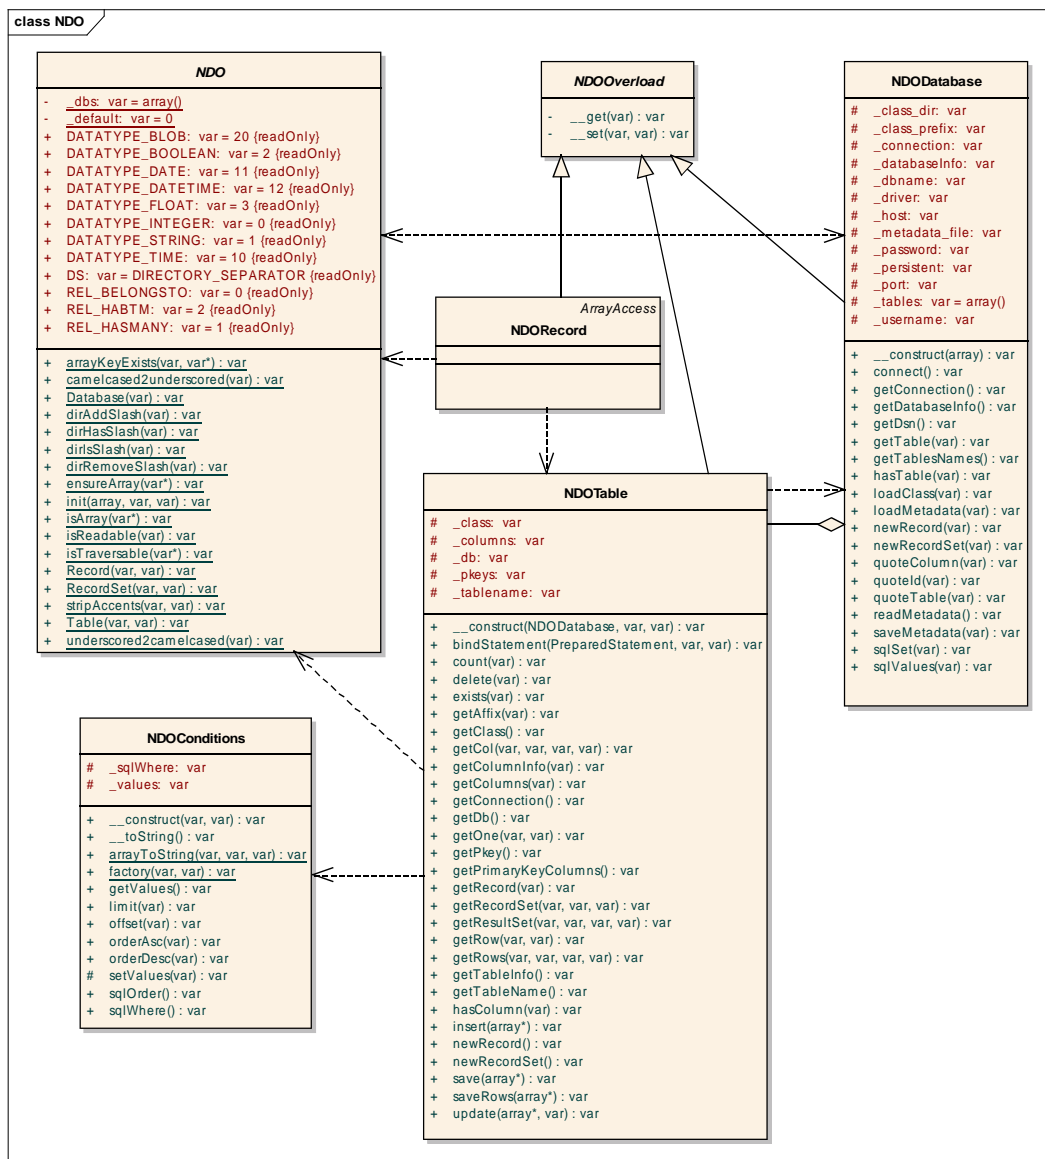 class NDO
NDO
- _dbs: var = array()
- _default: var = 0
+ DATATYPE_BLOB: var = 20 {readOnly}
+ DATATYPE_BOOLEAN: var = 2 {readOnly}
+ DATATYPE_DATE: var = 11 {readOnly}
+ DATATYPE_DATETIME: var = 12 {readOnly}
+ DATATYPE_FLOAT: var = 3 {readOnly}
+ DATATYPE_INTEGER: var = 0 {readOnly}
+ DATATYPE_STRING: var = 1 {readOnly}
+ DATATYPE_TIME: var = 10 {readOnly}
+ DS: var = DIRECTORY_SEPARATOR {readOnly}
+ REL_BELONGSTO: var = 0 {readOnly}
+ REL_HABTM: var = 2 {readOnly}
+ REL_HASMANY: var = 1 {readOnly}
+ arrayKeyExists(var, var*) : var
+ camelcased2underscored(var) : var
+ Database(var) : var
+ dirAddSlash(var) : var
+ dirHasSlash(var) : var
+ dirIsSlash(var) : var
+ dirRemoveSlash(var) : var
+ ensureArray(var*) : var
+ init(array, var, var) : var
+ isArray(var*) : var
+ isReadable(var) : var
+ isTraversable(var*) : var
+ Record(var, var) : var
+ RecordSet(var, var) : var
+ stripAccents(var, var) : var
+ Table(var, var) : var
+ underscored2camelcased(var) : var
NDOOverload
- __get(var) : var
- __set(var, var) : var
NDODatabase
# _class_dir: var
# _class_prefix: var
# _connection: var
# _databaseInfo: var
# _dbname: var
# _driver: var
# _host: var
# _metadata_file: var
# _password: var
# _persistent: var
# _port: var
# _tables: var = array()
# _username: var
+ __construct(array) : var
+ connect() : var
+ getConnection() : var
+ getDatabaseInfo() : var
+ getDsn() : var
+ getTable(var) : var
+ getTablesNames() : var
+ hasTable(var) : var
+ loadClass(var) : var
+ loadMetadata(var) : var
+ newRecord(var) : var
+ newRecordSet(var) : var
+ quoteColumn(var) : var
+ quoteId(var) : var
+ quoteTable(var) : var
+ readMetadata() : var
+ saveMetadata(var) : var
+ sqlSet(var) : var
+ sqlValues(var) : var
ArrayAccess
NDORecord
NDOTable
# _class: var
# _columns: var
# _db: var
# _pkeys: var
# _tablename: var
+ __construct(NDODatabase, var, var) : var
+ bindStatement(PreparedStatement, var, var) : var
+ count(var) : var
+ delete(var) : var
+ exists(var) : var
+ getAffix(var) : var
+ getClass() : var
+ getCol(var, var, var, var) : var
+ getColumnInfo(var) : var
+ getColumns(var) : var
+ getConnection() : var
+ getDb() : var
+ getOne(var, var) : var
+ getPkey() : var
+ getPrimaryKeyColumns() : var
+ getRecord(var) : var
+ getRecordSet(var, var, var) : var
+ getResultSet(var, var, var, var) : var
+ getRow(var, var) : var
+ getRows(var, var, var, var) : var
+ getTableInfo() : var
+ getTableName() : var
+ hasColumn(var) : var
+ insert(array*) : var
+ newRecord() : var
+ newRecordSet() : var
+ save(array*) : var
+ saveRows(array*) : var
+ update(array*, var) : var
NDOConditions
# _sqlWhere: var
# _values: var
+ __construct(var, var) : var
+ __toString() : var
+ arrayToString(var, var, var) : var
+ factory(var, var) : var
+ getValues() : var
+ limit(var) : var
+ offset(var) : var
+ orderAsc(var) : var
+ orderDesc(var) : var
# setValues(var) : var
+ sqlOrder() : var
+ sqlWhere() : var